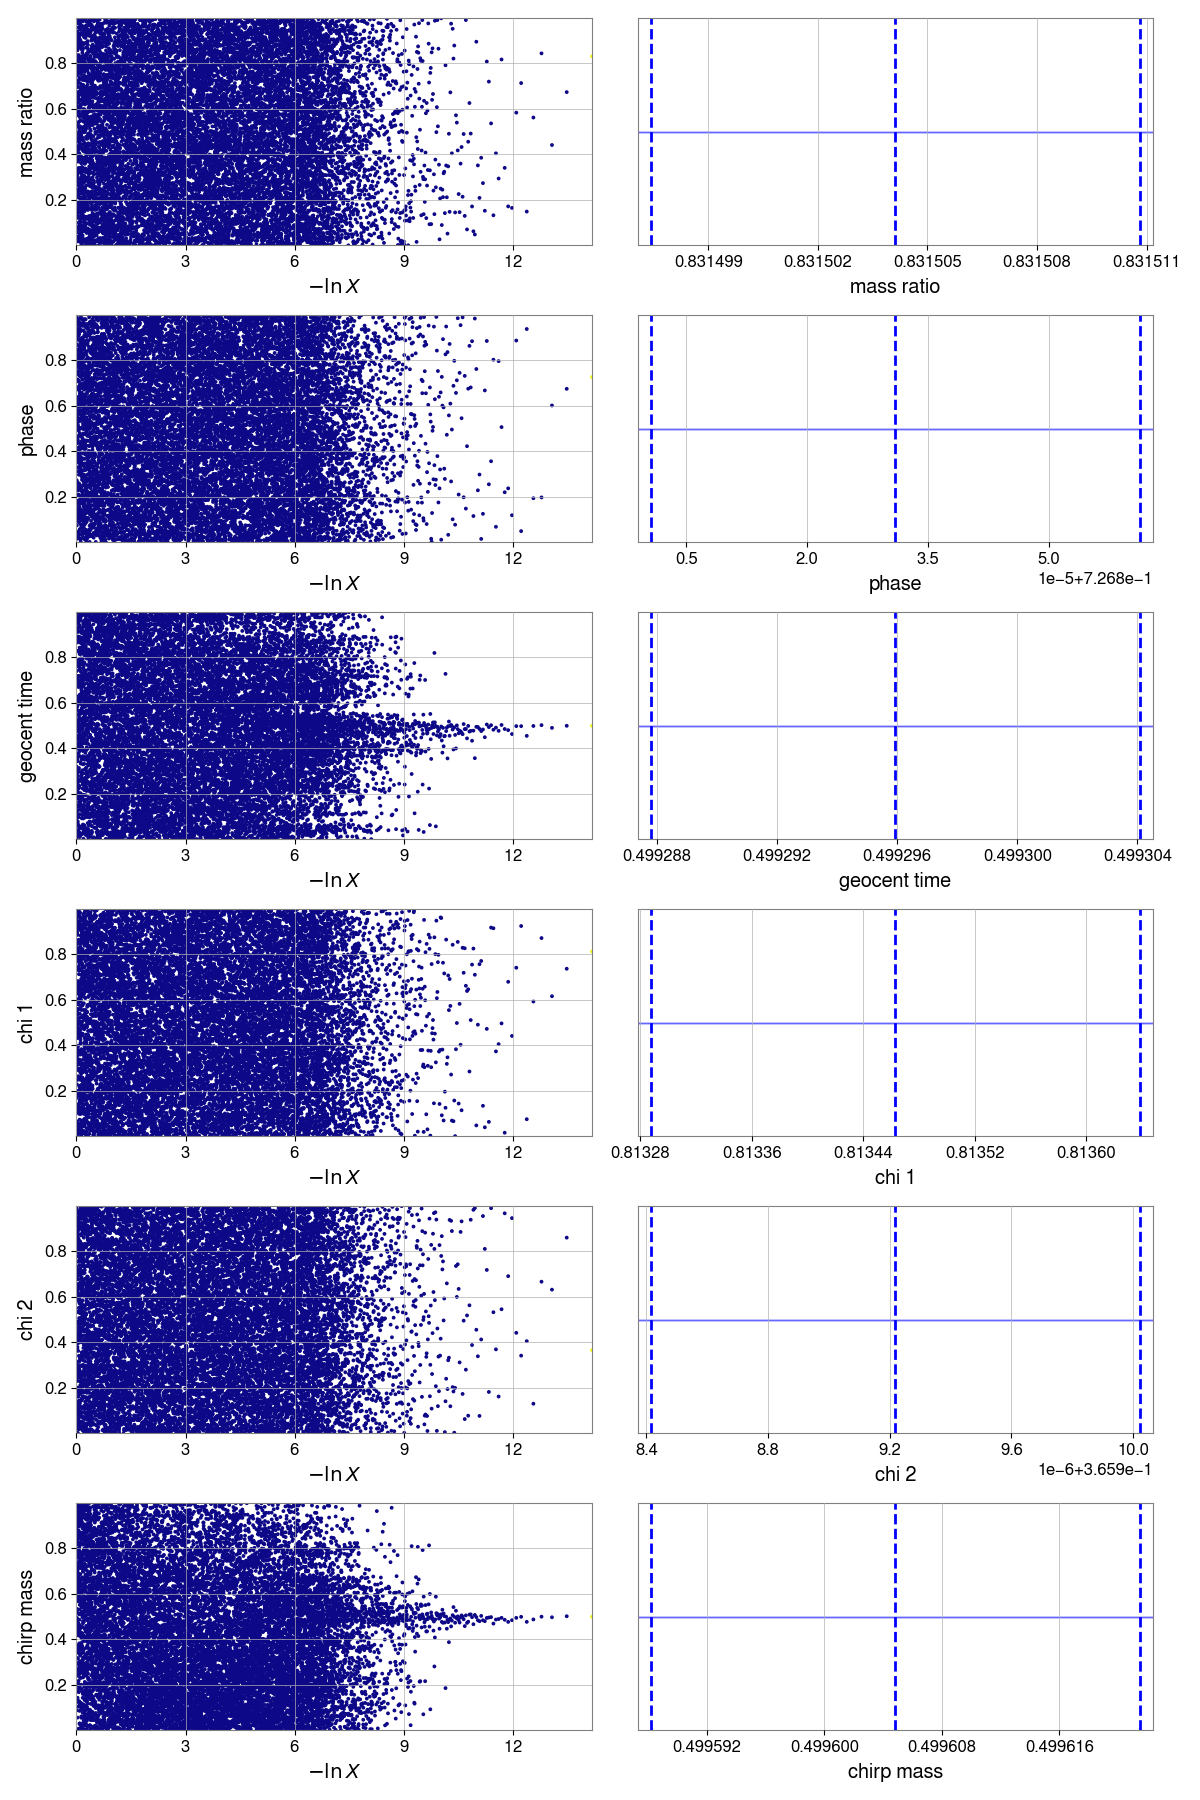 mass ratio
0.8
0.6
0.4
0.2
0 3 6 9 12
−ln X
0.831499 0.831502 0.831505 0.831508 0.831511
mass ratio
phase
0.8
0.6
0.4
0.2
0 3 6 9 12
−ln X
0.5 2.0 3.5 5.0
1e−5+7.268e−1
phase
geocent time
0.8
0.6
0.4
0.2
0 3 6 9 12
−ln X
0.499288 0.499292 0.499296 0.499300 0.499304
geocent time
chi 1
0.8
0.6
0.4
0.2
0 3 6 9 12
−ln X
0.81328 0.81336 0.81344 0.81352 0.81360
chi 1
chi 2
0.8
0.6
0.4
0.2
0 3 6 9 12
−ln X
8.4 8.8 9.2 9.6 10.0
1e−6+3.659e−1
chi 2
chirp mass
0.8
0.6
0.4
0.2
0 3 6 9 12
−ln X
0.499592 0.499600 0.499608 0.499616
chirp mass